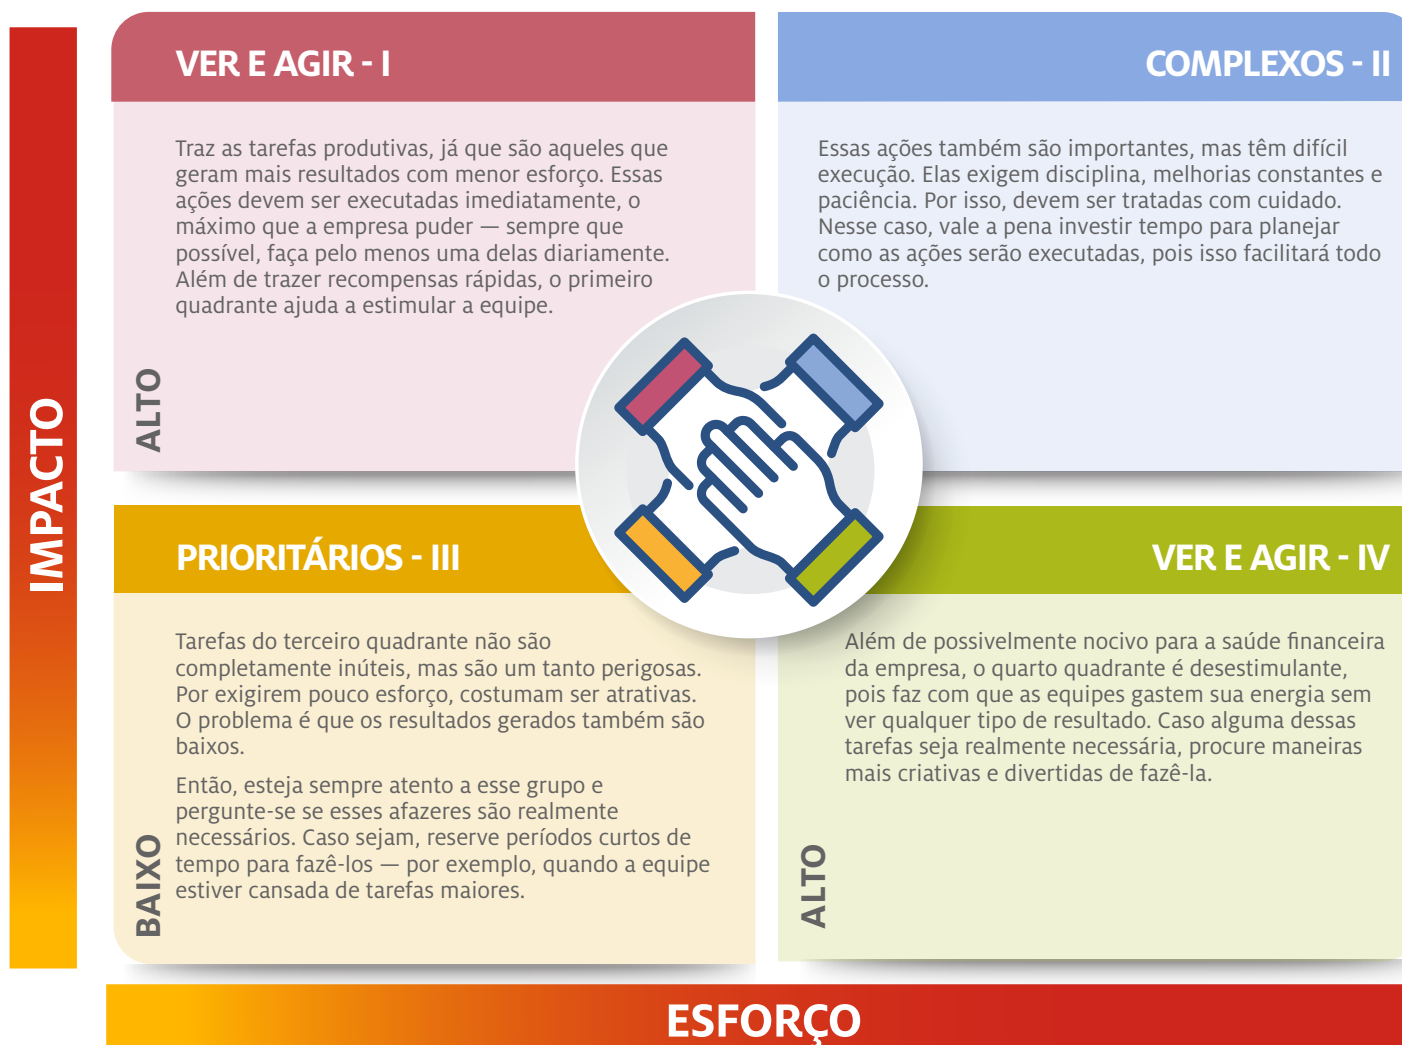 VER E AGIR - I
Traz as tarefas produtivas, já que são aqueles que
geram mais resultados com menor esforço. Essas
ações devem ser executadas imediatamente, o
máximo que a empresa puder — sempre que
possível, faça pelo menos uma delas diariamente.
Além de trazer recompensas rápidas, o primeiro
quadrante ajuda a estimular a equipe.
ALTO
COMPLEXOS - II
Essas ações também são importantes, mas têm difícil
execução. Elas exigem disciplina, melhorias constantes e
paciência. Por isso, devem ser tratadas com cuidado.
Nesse caso, vale a pena investir tempo para planejar
como as ações serão executadas, pois isso facilitará todo
o processo.
IMPACTO
PRIORITÁRIOS - III
Tarefas do terceiro quadrante não são
completamente inúteis, mas são um tanto perigosas.
Por exigirem pouco esforço, costumam ser atrativas.
O problema é que os resultados gerados também são
baixos.
Então, esteja sempre atento a esse grupo e
pergunte-se se esses afazeres são realmente
necessários. Caso sejam, reserve períodos curtos de
tempo para fazê-los — por exemplo, quando a equipe
estiver cansada de tarefas maiores.
BAIXO
VER E AGIR - IV
Além de possivelmente nocivo para a saúde financeira
da empresa, o quarto quadrante é desestimulante,
pois faz com que as equipes gastem sua energia sem
ver qualquer tipo de resultado. Caso alguma dessas
tarefas seja realmente necessária, procure maneiras
mais criativas e divertidas de fazê-la.
ALTO
ESFORÇO